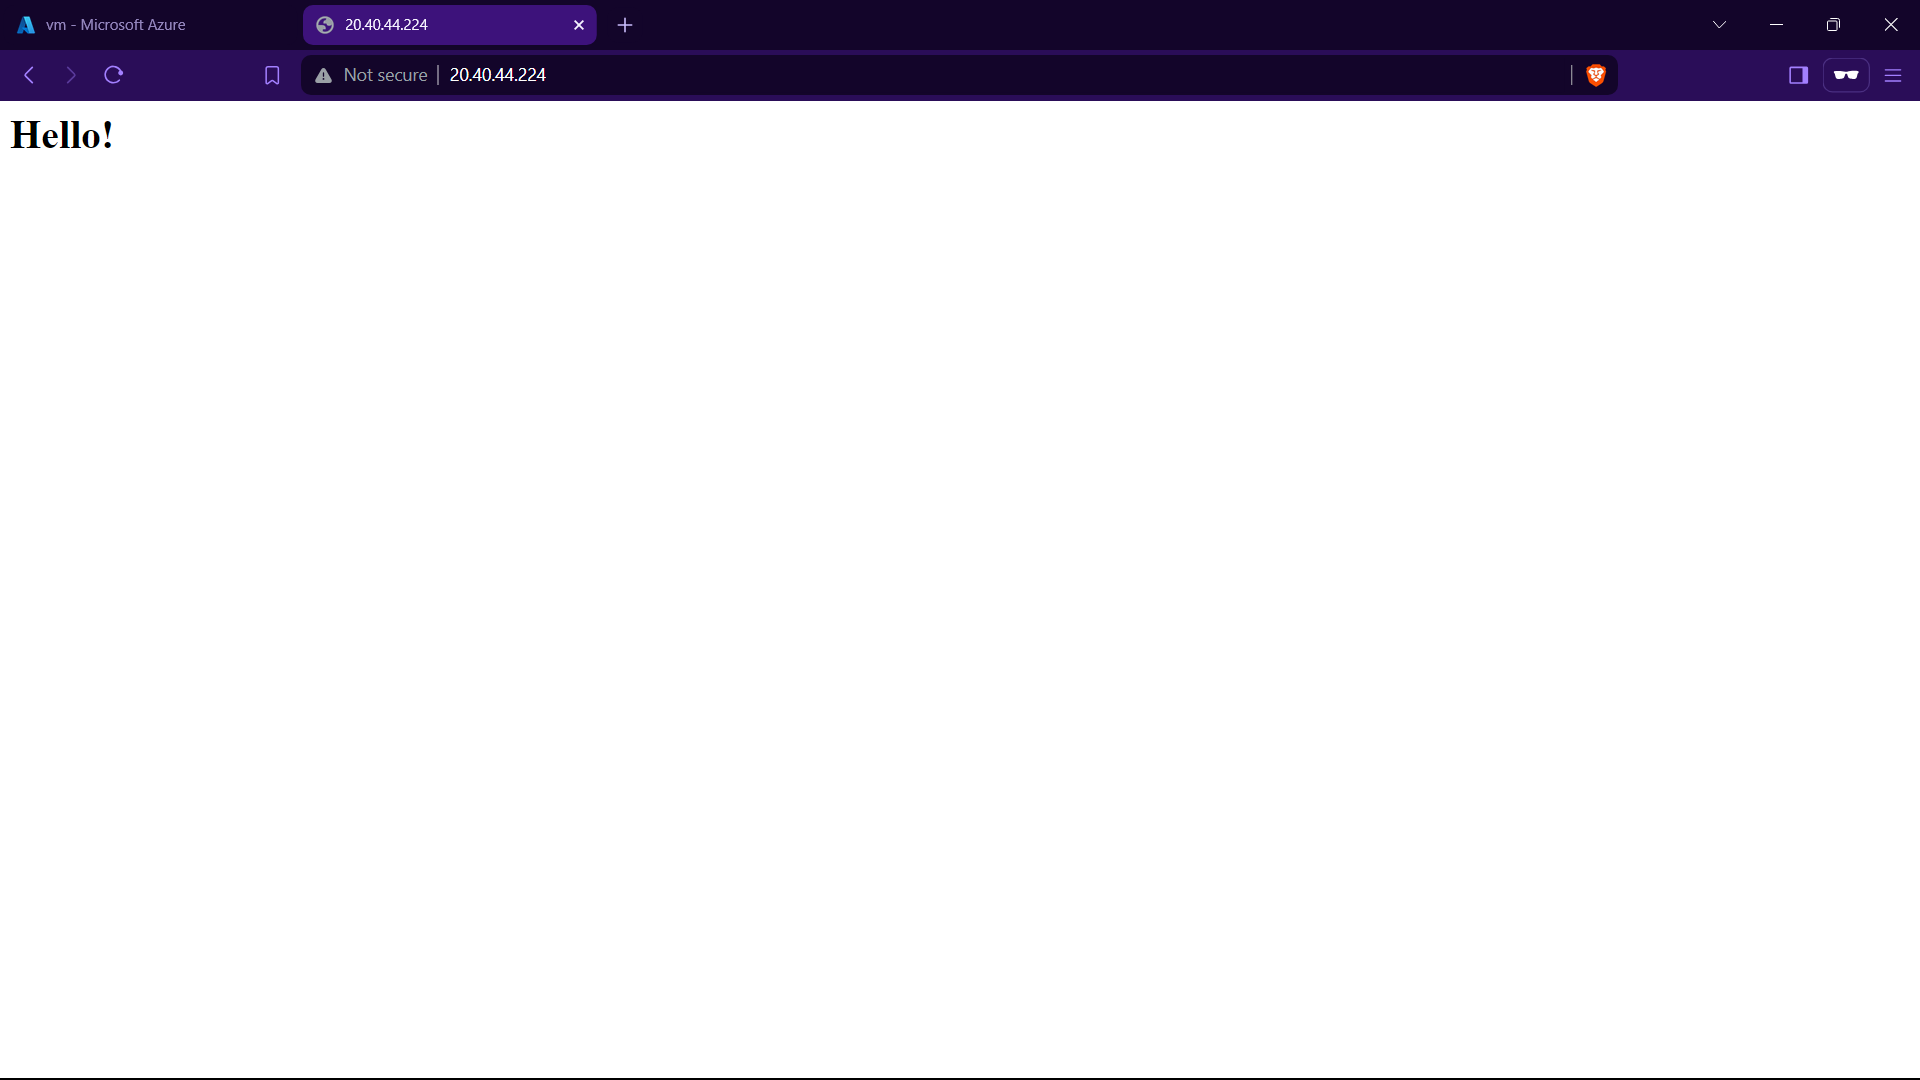 vm - Microsoft Azure
20.40.44.224
Not secure
20.40.44.224
Hello!